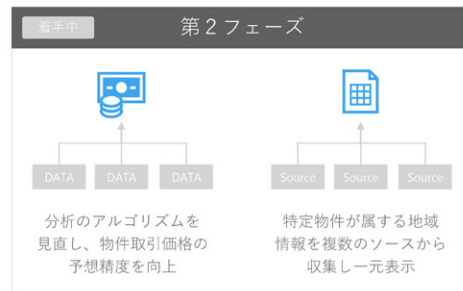 着手中
第2フェーズ
DATA DATA DATA
Source Source Source
分析のアルゴリズムを
見直し、物件取引価格の
予想精度を向上
特定物件が属する地域
情報を複数のソースから
収集し一元表示